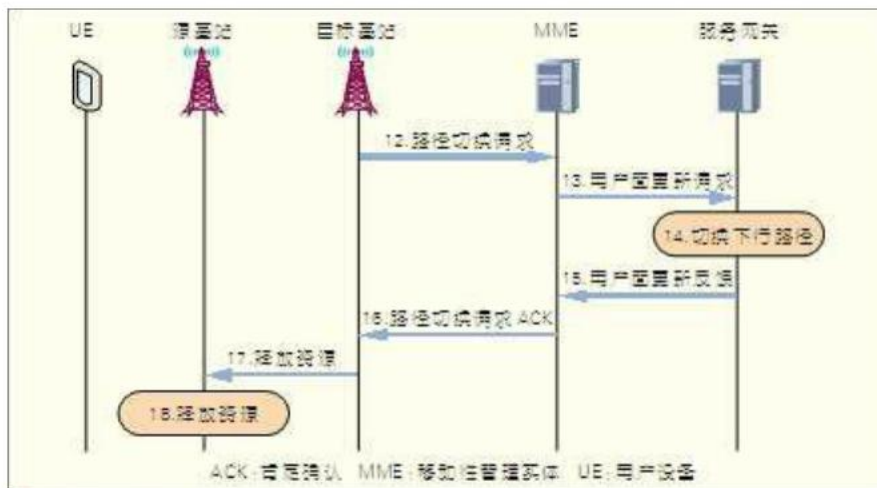 UE 源基站 目标基站 MME 服务网关
12.路径切换请求
13.用户面更新请求
14.切换下行路径
15.用户面更新反馈
16.路径切换请求 ACK
17.释放资源
18.释放资源
ACK:肯定确认 MME:移动性管理实体 UE:用户设备